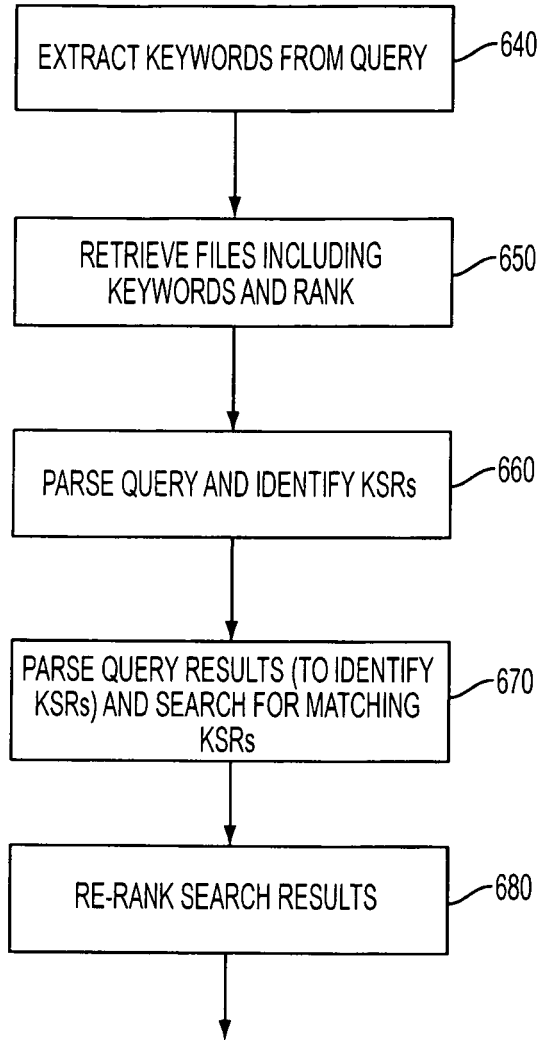 EXTRACT KEYWORDS FROM QUERY
640
RETRIEVE FILES INCLUDING
KEYWORDS AND RANK
650
PARSE QUERY AND IDENTIFY KSRs
660
PARSE QUERY RESULTS (TO IDENTIFY
KSRs) AND SEARCH FOR MATCHING
KSRs
670
RE-RANK SEARCH RESULTS
680